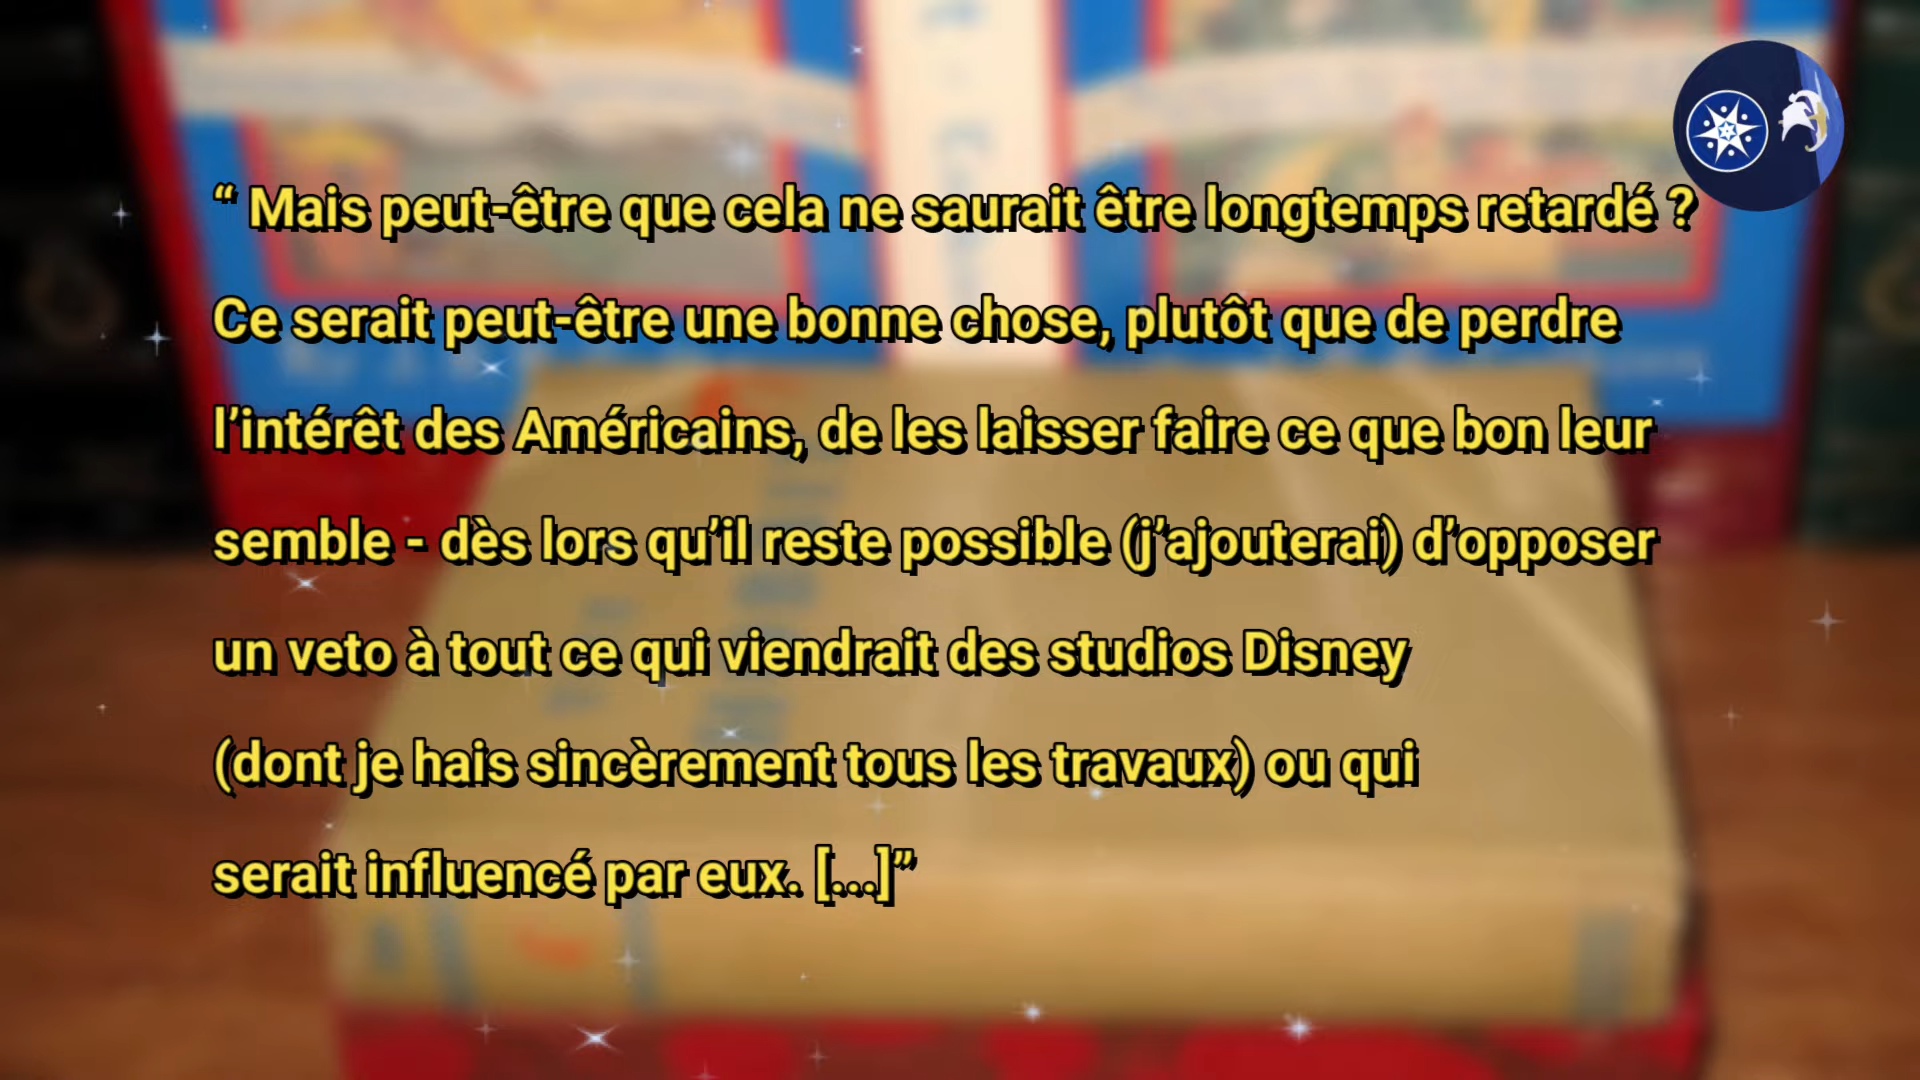 “ Mais peut-être que cela ne saurait être longtemps retardé ?
Ce serait peut-être une bonne chose, plutôt que de perdre
l’intérêt des Américains, de les laisser faire ce que bon leur
semble - dès lors qu’il reste possible (j’ajouterai) d’opposer
un veto à tout ce qui viendrait des studios Disney
(dont je hais sincèrement tous les travaux) ou qui
serait influencé par eux. [...]”